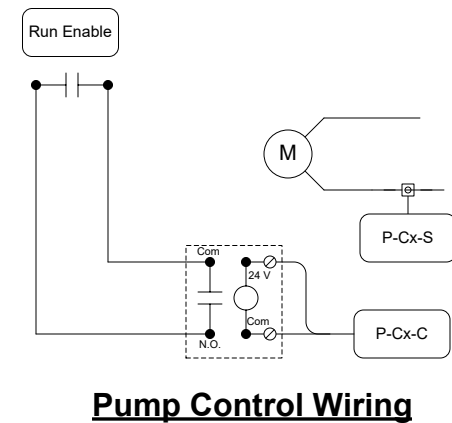 Run Enable
M
P-Cx-S
Com
24 V
Com
N.O.
P-Cx-C
Pump Control Wiring